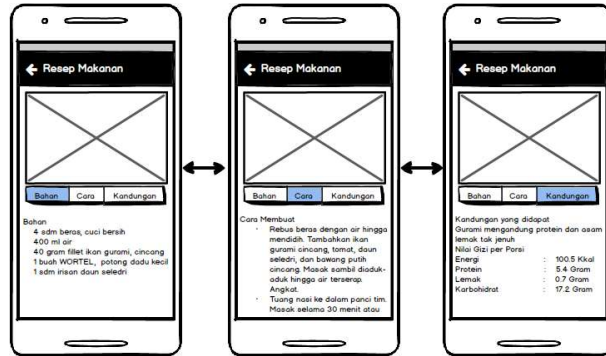 Resep Makanan
Bahan Cara Kandungan
Bahan
4 sdm beras, cuci bersih
400 ml air
40 gram fillet ikan gurami, cincang
1 buah WORTEL, potong dadu kecil
1 sdm irisan daun seledri
Resep Makanan
Bahan Cara Kandungan
Cara Membuat
· Rebus beras dengan air hingga
mendidih. Tambahkan ikan
gurami cincang, tomat, daun
seledri, dan bawang putih
cincang. Masak sambil diaduk-
aduk hingga air terserap.
Angkat.
· Tuang nasi ke dalam panci tim.
Masak selama 30 menit atau
Resep Makanan
Bahan Cara Kandungan
Kandungan yang didapat
Gurami mengandung protein dan asam
lemak tak jenuh
Nilai Gizi per Porsi
Energi : 100.5 Kkal
Protein : 5.4 Gram
Lemak : 0.7 Gram
Karbohidrat : 17.2 Gram